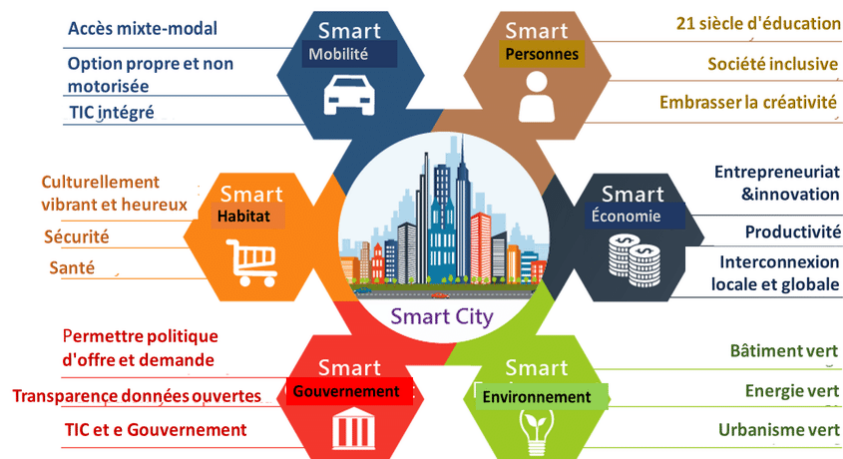 Accès mixte-modal
Option propre et non
motorisée
TIC intégré
Smart
Mobilité
Smart
Personnes
21 siècle d'éducation
Société inclusive
Embrasser la créativité
Culturellement
vibrant et heureux
Sécurité
Santé
Smart
Habitat
Smart City
Smart
Économie
Entrepreneuriat
&innovation
Productivité
Interconnexion
locale et globale
Permettre politique
d'offre et demande
Transparençe données ouvertes
TIC et e Gouvernement
Smart
Gouvernement
Smart
Environnement
Bâtiment vert
Energie vert
Urbanisme vert